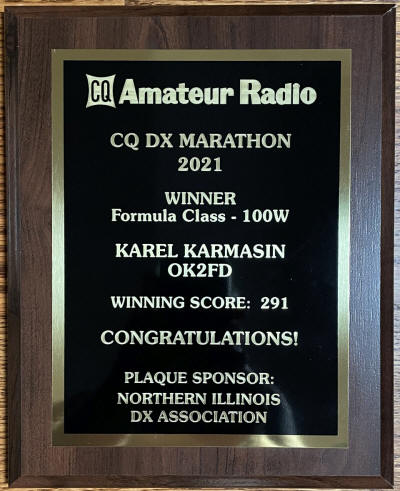 CQ Amateur Radio
CQ DX MARATHON
2021
WINNER
Formula Class - 100W
KAREL KARMASIN
OK2FD
WINNING SCORE: 291
CONGRATULATIONS!
PLAQUE SPONSOR:
NORTHERN ILLINOIS
DX ASSOCIATION